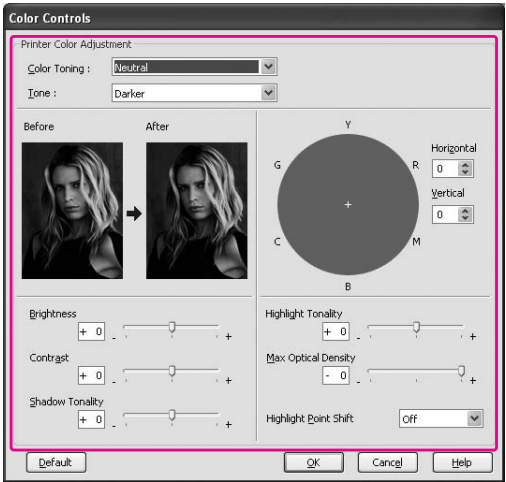 Color Controls
Printer Color Adjustment
Color Toning : Neutral
Tone : Darker
Before After
Y
G R
C M
B
Horizontal
0
Vertical
0
Brightness
+ 0 - +
Contrast
+ 0 - +
Shadow Tonality
+ 0 - +
Highlight Tonality
+ 0 - +
Max Optical Density
- 0 - +
Highlight Point Shift Off
Default OK Cancel Help